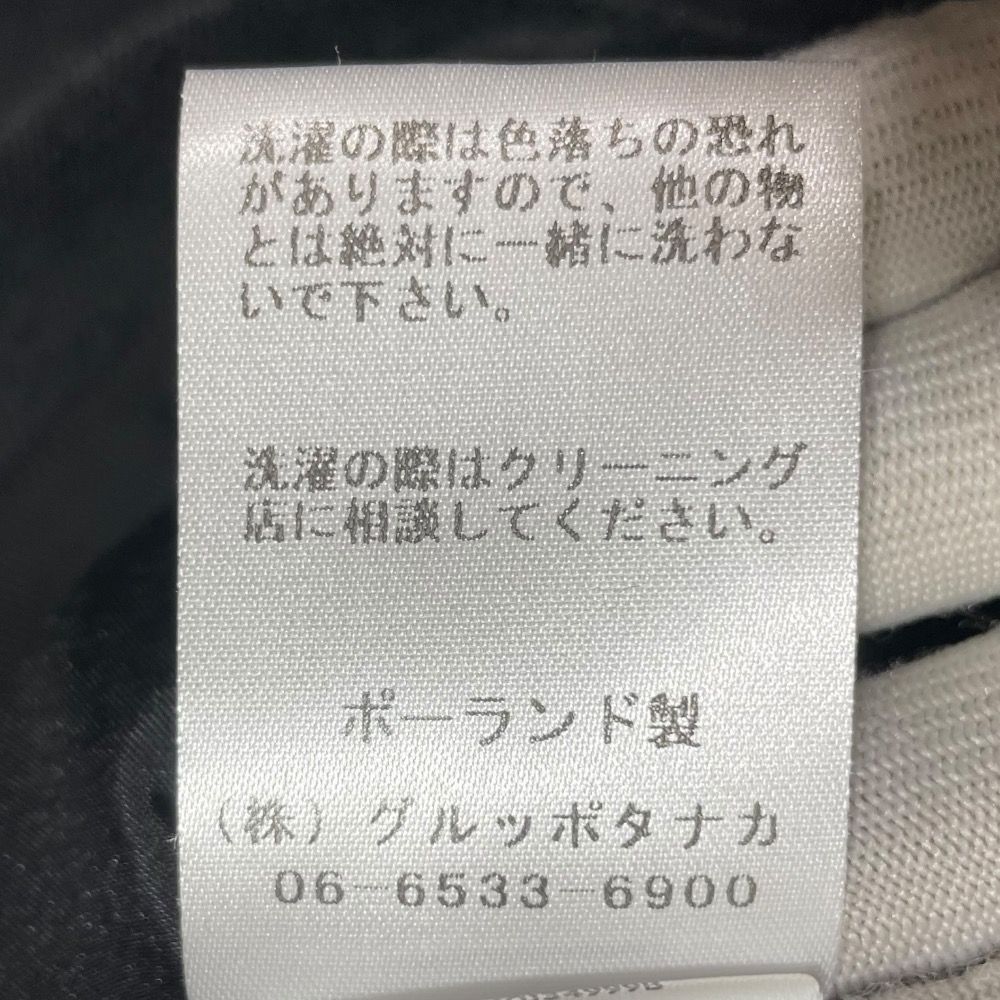 洗濯の際は色落ちの恐れ
がありますので、他の物
とは絶対に一緒に洗わな
いで下さい。
洗濯の際はクリーニング
店に相談してください。
ポーランド製
(株)グルッポタナカ
06-6533-6900